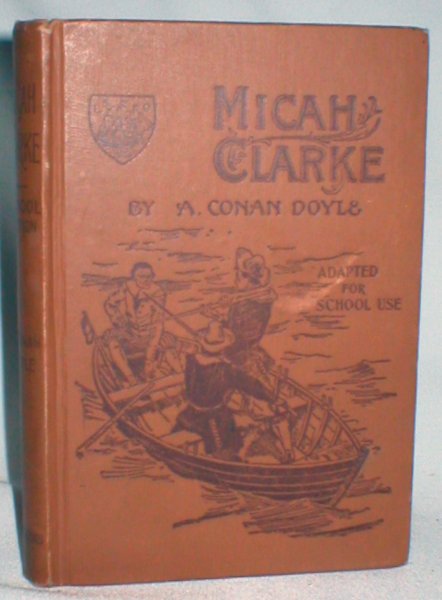 MICAH
CLARKE
BY A. CONAN DOYLE
ADAPTED
FOR
SCHOOL USE